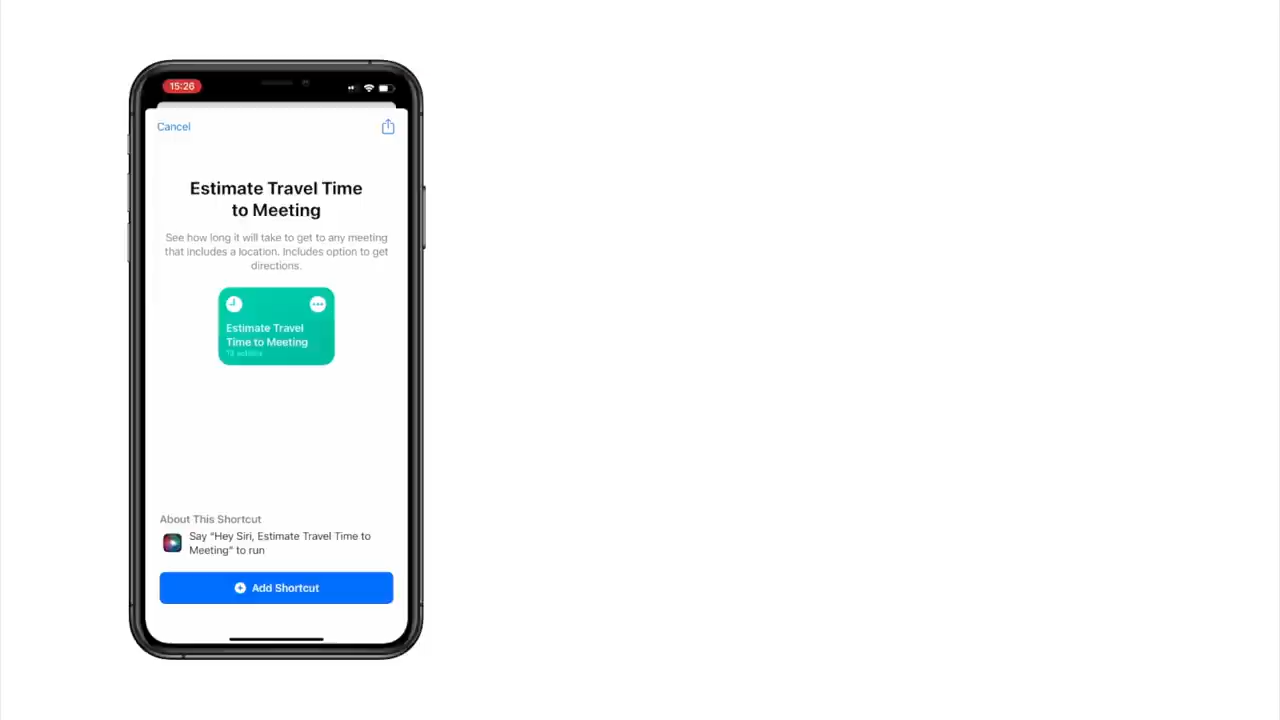 15:26
Cancel
Estimate Travel Time
to Meeting
See how long it will take to get to any meeting
that includes a location. Includes option to get
directions.
Estimate Travel
Time to Meeting
About This Shortcut
Say "Hey Siri, Estimate Travel Time to
Meeting" to run
Add Shortcut